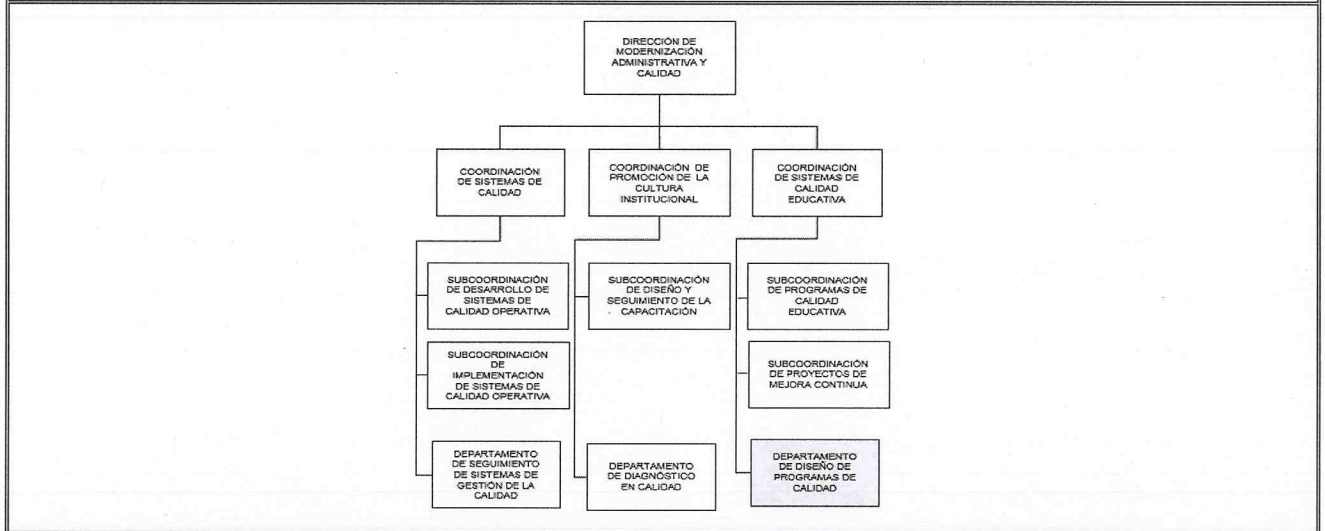 DIRECCIÓN DE
MODERNIZACIÓN
ADMINISTRATIVA Y
CALIDAD
COORDINACIÓN
DE SISTEMAS DE
CALIDAD
COORDINACIÓN DE
PROMOCIÓN DE LA
CULTURA
INSTITUCIONAL
COORDINACIÓN
DE SISTEMAS DE
CALIDAD
EDUCATIVA
SUBCOORDINACIÓN
DE DESARROLLO DE
SISTEMAS DE
CALIDAD OPERATIVA
SUBCOORDINACIÓN
DE DISEÑO Y
SEGUIMIENTO DE LA
CAPACITACIÓN
SUBCOORDINACIÓN
DE PROGRAMAS DE
CALIDAD
EDUCATIVA
SUBCOORDINACIÓN
DE
IMPLEMENTACIÓN
DE SISTEMAS DE
CALIDAD OPERATIVA
SUBCOORDINACIÓN
DE PROYECTOS DE
MEJORA CONTINUA
DEPARTAMENTO
DE SEGUIMIENTO
DE SISTEMAS DE
GESTIÓN DE LA
CALIDAD
DEPARTAMENTO
DE DIAGNÓSTICO
EN CALIDAD
DEPARTAMENTO
DE DISEÑO DE
PROGRAMAS DE
CALIDAD